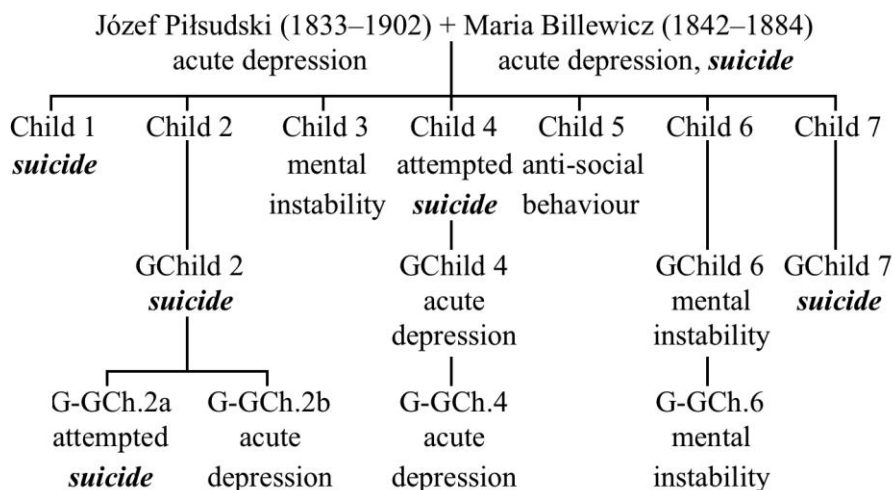 Józef Piłsudski (1833–1902) + Maria Billewicz (1842–1884)
acute depression acute depression, suicide
Child 1 Child 2 Child 3 Child 4 Child 5 Child 6 Child 7
suicide mental attempted anti-social
instability suicide behaviour
GChild 2 GChild 4 GChild 6 GChild 7
suicide acute mental suicide
depression instability
G-GCh.2a G-GCh.2b G-GCh.4 G-GCh.6
attempted acute acute mental
suicide depression depression instability